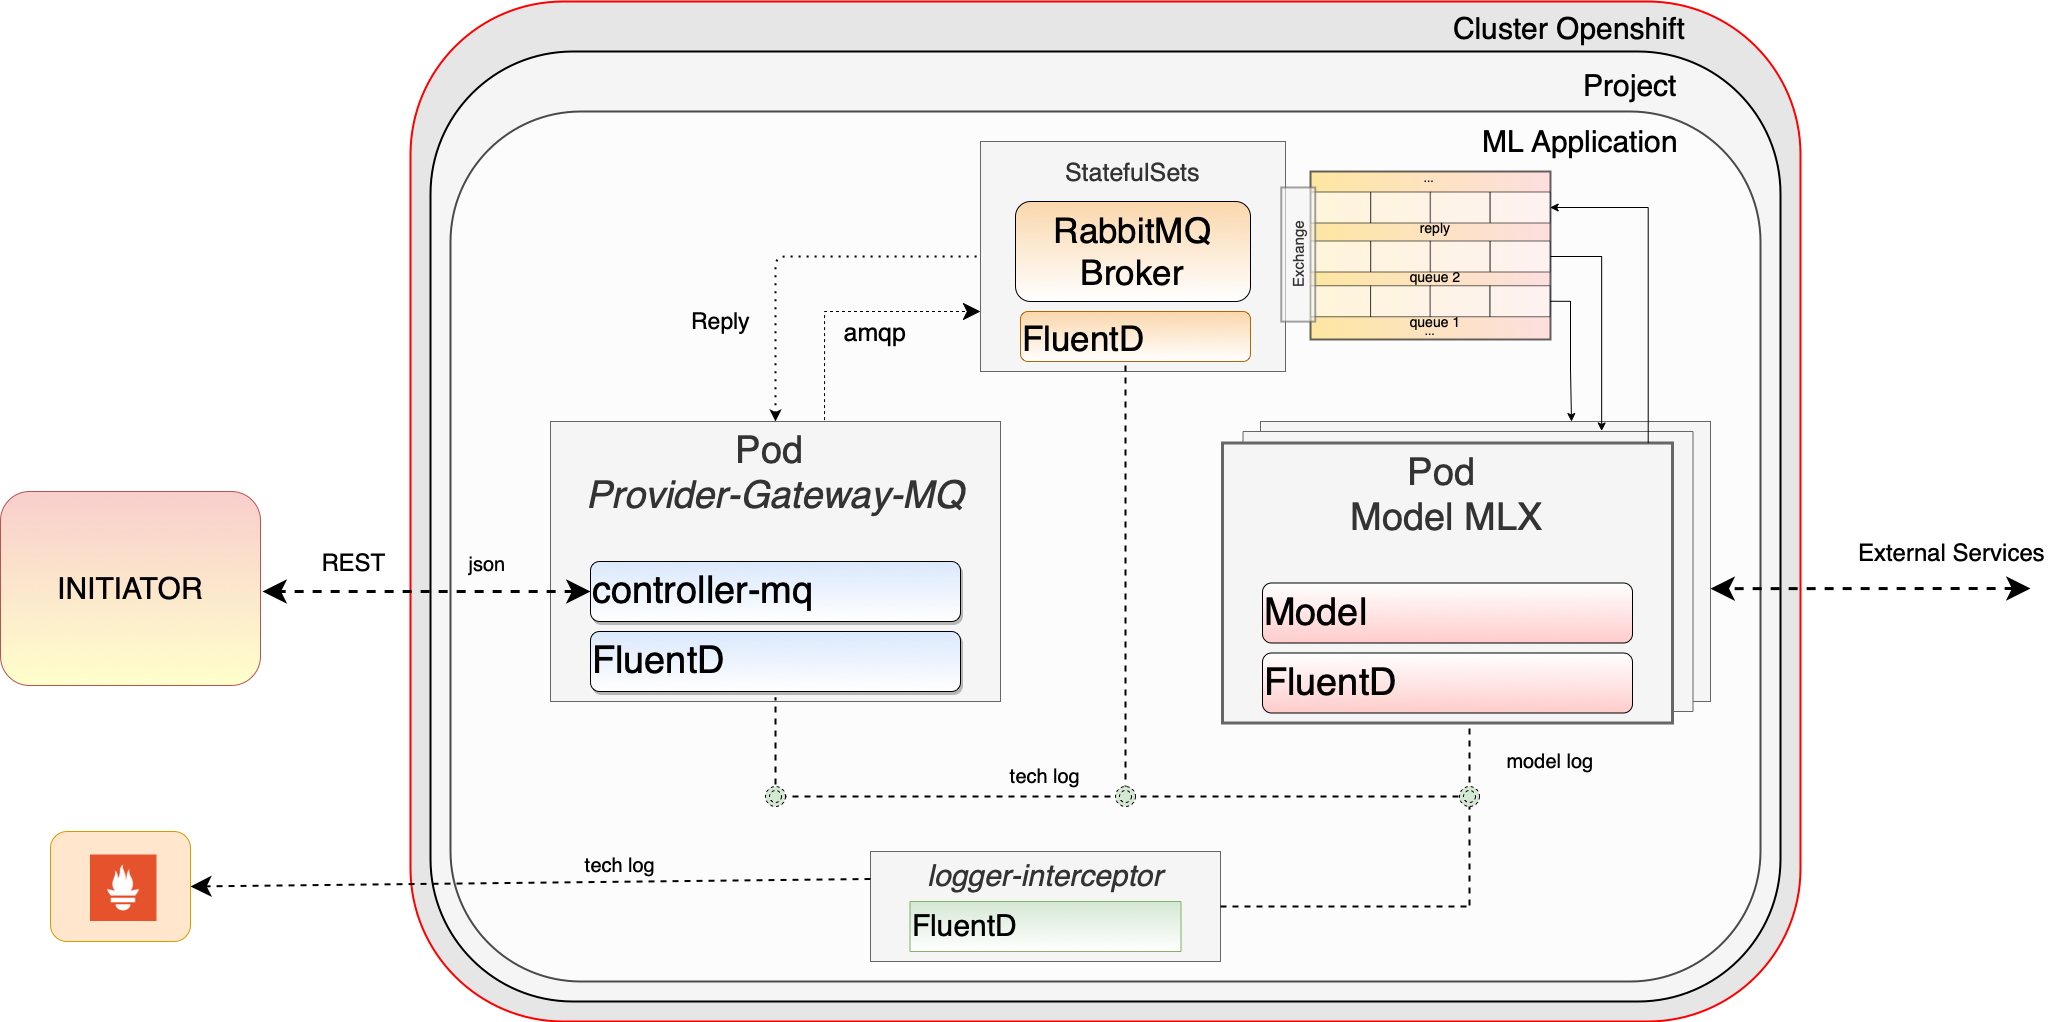 Cluster Openshift
Project
ML Application
StatefulSets
RabbitMQ
Broker
FluentD
Exchange
...
reply
queue 2
queue 1
...
Reply
amqp
Pod
Provider-Gateway-MQ
controller-mq
FluentD
Pod
Model MLX
Model
FluentD
INITIATOR
REST
json
External Services
tech log
model log
tech log
logger-interceptor
FluentD